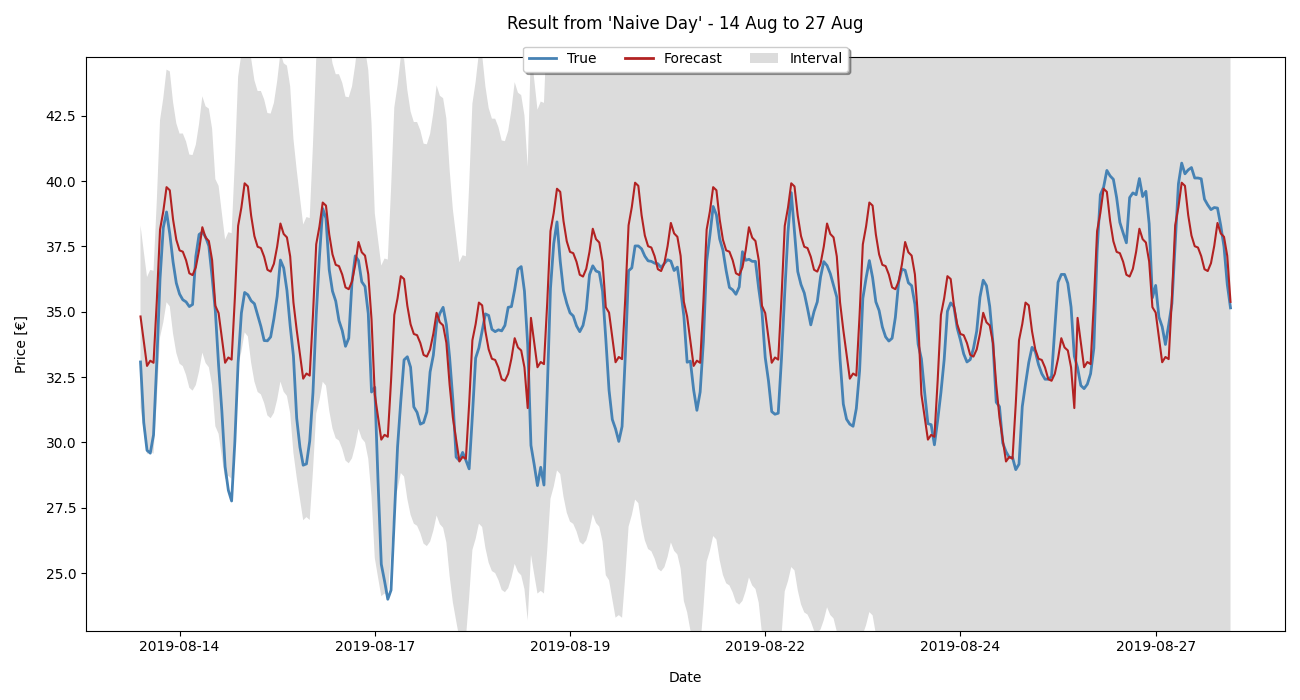 Result from 'Naive Day' - 14 Aug to 27 Aug
True Forecast Interval
Price [€]
42.5
40.0
37.5
35.0
32.5
30.0
27.5
25.0
2019-08-14 2019-08-17 2019-08-19 2019-08-22 2019-08-24 2019-08-27
Date